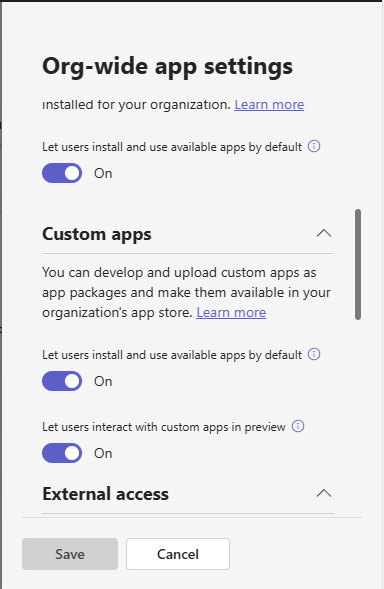 Org-wide app settings
installed for your organization. Learn more
Let users install and use available apps by default
On
Custom apps
You can develop and upload custom apps as
app packages and make them available in your
organization's app store. Learn more
Let users install and use available apps by default
On
Let users interact with custom apps in preview
On
External access
Save
Cancel